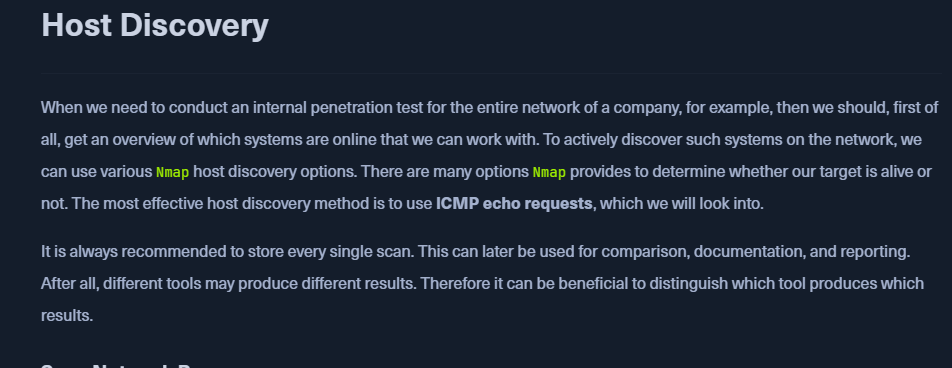 Host Discovery
When we need to conduct an internal penetration test for the entire network of a company, for example, then we should, first of
all, get an overview of which systems are online that we can work with. To actively discover such systems on the network, we
can use various Nmap host discovery options. There are many options Nmap provides to determine whether our target is alive or
not. The most effective host discovery method is to use ICMP echo requests, which we will look into.
It is always recommended to store every single scan. This can later be used for comparison, documentation, and reporting.
After all, different tools may produce different results. Therefore it can be beneficial to distinguish which tool produces which
results.